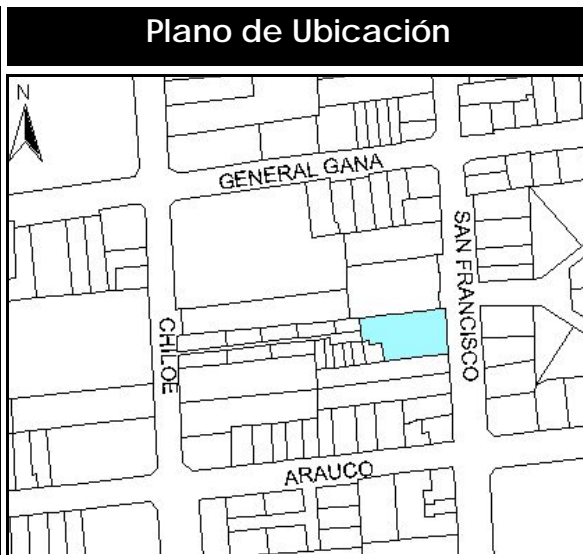 Plano de Ubicación
N
GENERAL GANA
SAN FRANCISCO
CHILOE
ARAUCO